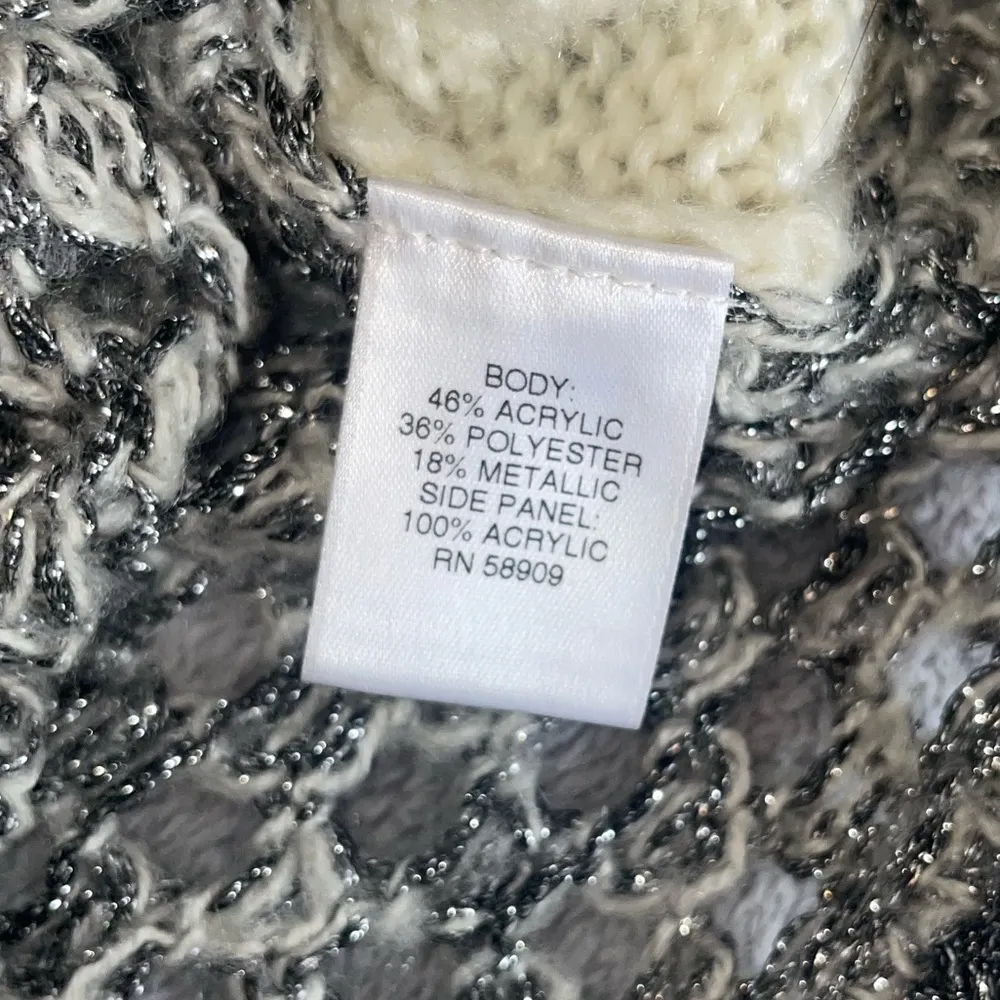 BODY:
46% ACRYLIC
36% POLYESTER
18% METALLIC
SIDE PANEL:
100% ACRYLIC
RN 58909